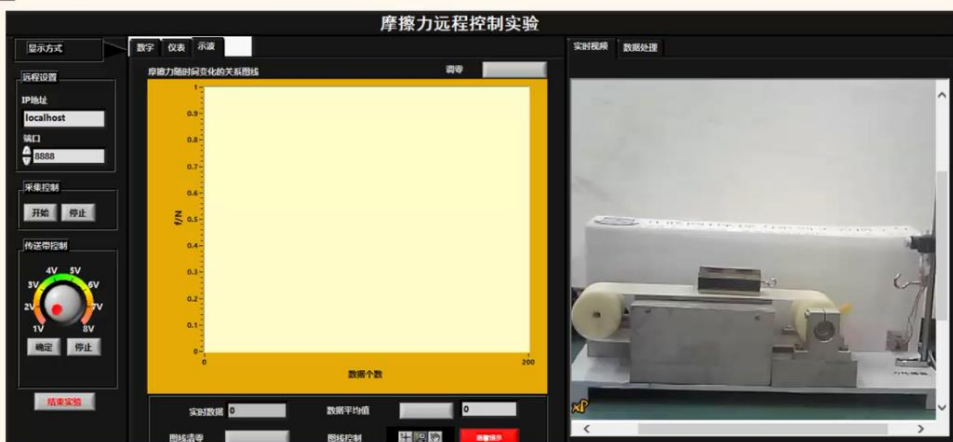 摩擦力远程控制实验
显示方式
数字 仪表 示波
实时视频 数据处理
摩擦力随时间变化的关系图线
调零
远程设置
IP地址
localhost
端口
8888
采集控制
开始 停止
传送带控制
1V 2V 3V 4V 5V 6V 7V 8V
确定 停止
结束实验
f/N
1
0.9
0.8
0.7
0.6
0.5
0.4
0.3
0.2
0.1
0
0 200
数据个数
实时数据 0 数据平均值 0
图线清零 图线控制
xP